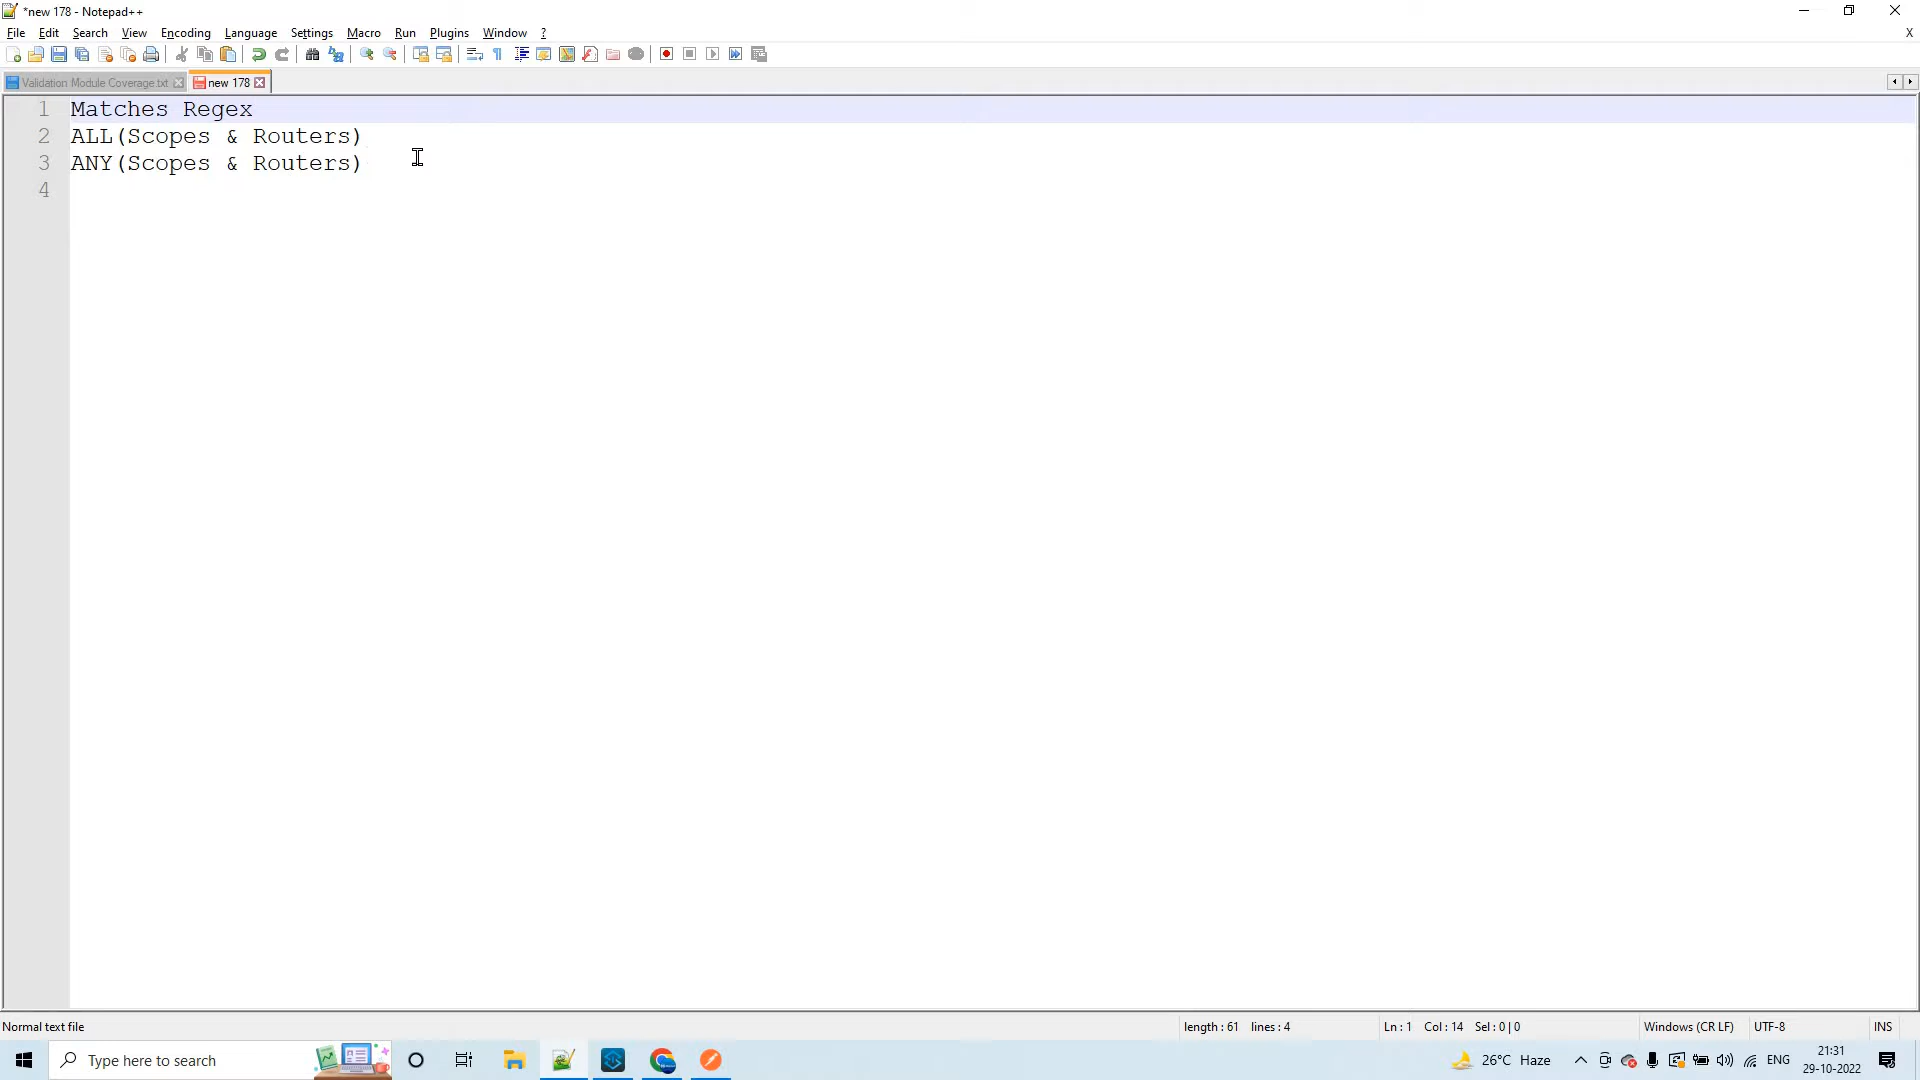 *new 178 - Notepad++
File Edit Search View Encoding Language Settings Macro Run Plugins Window ? X
Validation Module Coverage.txt new 178
1 Matches Regex
2 ALL(Scopes & Routers)
3 ANY(Scopes & Routers)
4
Normal text file length : 61 lines : 4 Ln : 1 Col : 14 Sel : 0 | 0 Windows (CR LF) UTF-8 INS
Type here to search 26°C Haze ENG 21:31
29-10-2022